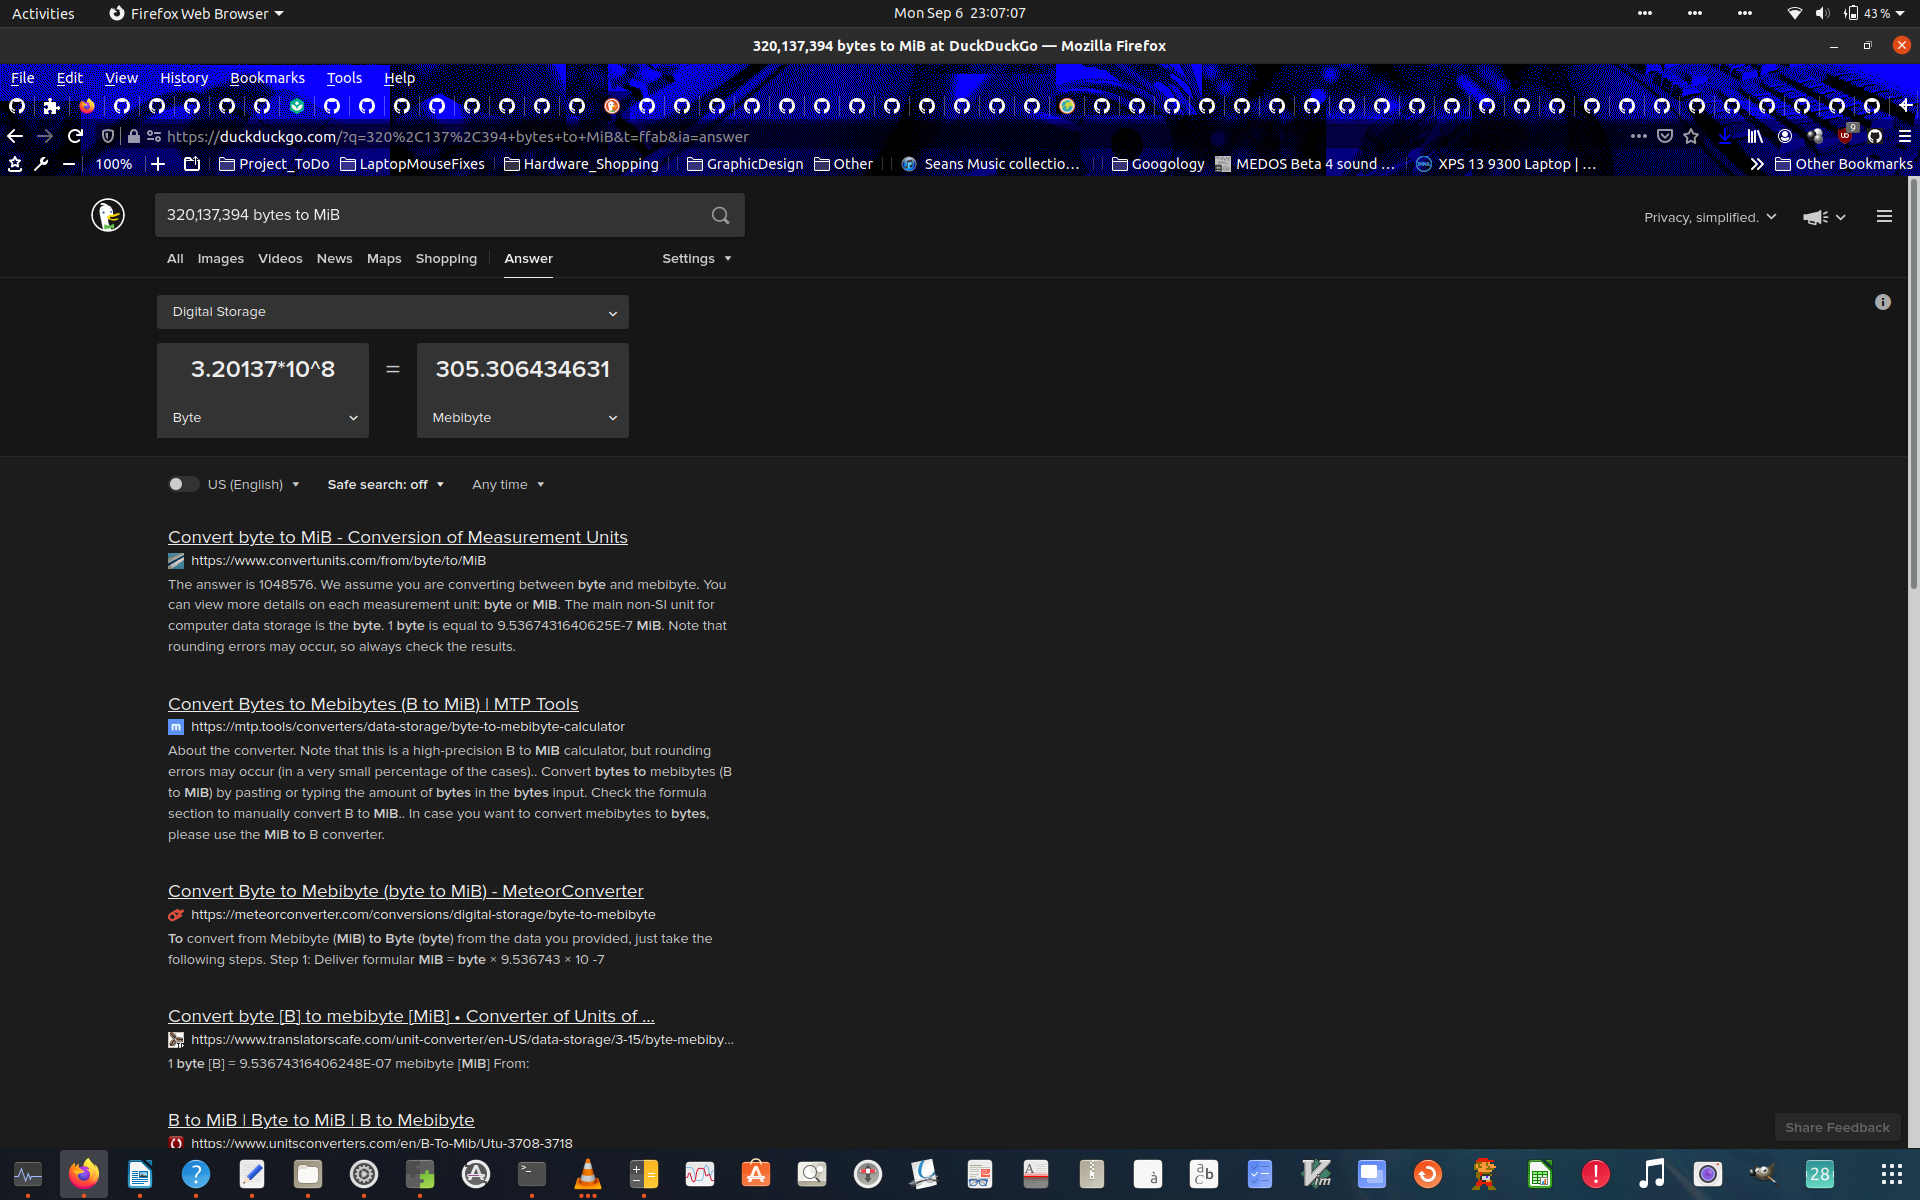 Activities Firefox Web Browser Mon Sep 6 23:07:07 43 %
320,137,394 bytes to MiB at DuckDuckGo — Mozilla Firefox
File Edit View History Bookmarks Tools Help
https://duckduckgo.com/?q=320%2C137%2C394+bytes+to+MiB&t=ffab&ia=answer 9
100% Project_ToDo LaptopMouseFixes Hardware_Shopping GraphicDesign Other Seans Music collectio… Googology MEDOS Beta 4 sound … XPS 13 9300 Laptop | … Other Bookmarks
320,137,394 bytes to MiB
Privacy, simplified.
All Images Videos News Maps Shopping Answer Settings
Digital Storage
3.20137*10^8 = 305.306434631
Byte Mebibyte
US (English) Safe search: off Any time
Convert byte to MiB - Conversion of Measurement Units
https://www.convertunits.com/from/byte/to/MiB
The answer is 1048576. We assume you are converting between byte and mebibyte. You
can view more details on each measurement unit: byte or MiB. The main non-SI unit for
computer data storage is the byte. 1 byte is equal to 9.5367431640625E-7 MiB. Note that
rounding errors may occur, so always check the results.
Convert Bytes to Mebibytes (B to MiB) | MTP Tools
m https://mtp.tools/converters/data-storage/byte-to-mebibyte-calculator
About the converter. Note that this is a high-precision B to MiB calculator, but rounding
errors may occur (in a very small percentage of the cases).. Convert bytes to mebibytes (B
to MiB) by pasting or typing the amount of bytes in the bytes input. Check the formula
section to manually convert B to MiB.. In case you want to convert mebibytes to bytes,
please use the MiB to B converter.
Convert Byte to Mebibyte (byte to MiB) - MeteorConverter
https://meteorconverter.com/conversions/digital-storage/byte-to-mebibyte
To convert from Mebibyte (MiB) to Byte (byte) from the data you provided, just take the
following steps. Step 1: Deliver formular MiB = byte × 9.536743 × 10 -7
Convert byte [B] to mebibyte [MiB] • Converter of Units of ...
https://www.translatorscafe.com/unit-converter/en-US/data-storage/3-15/byte-mebiby…
1 byte [B] = 9.53674316406248E-07 mebibyte [MiB] From:
B to MiB | Byte to MiB | B to Mebibyte
https://www.unitsconverters.com/en/B-To-Mib/Utu-3708-3718
Share Feedback
28